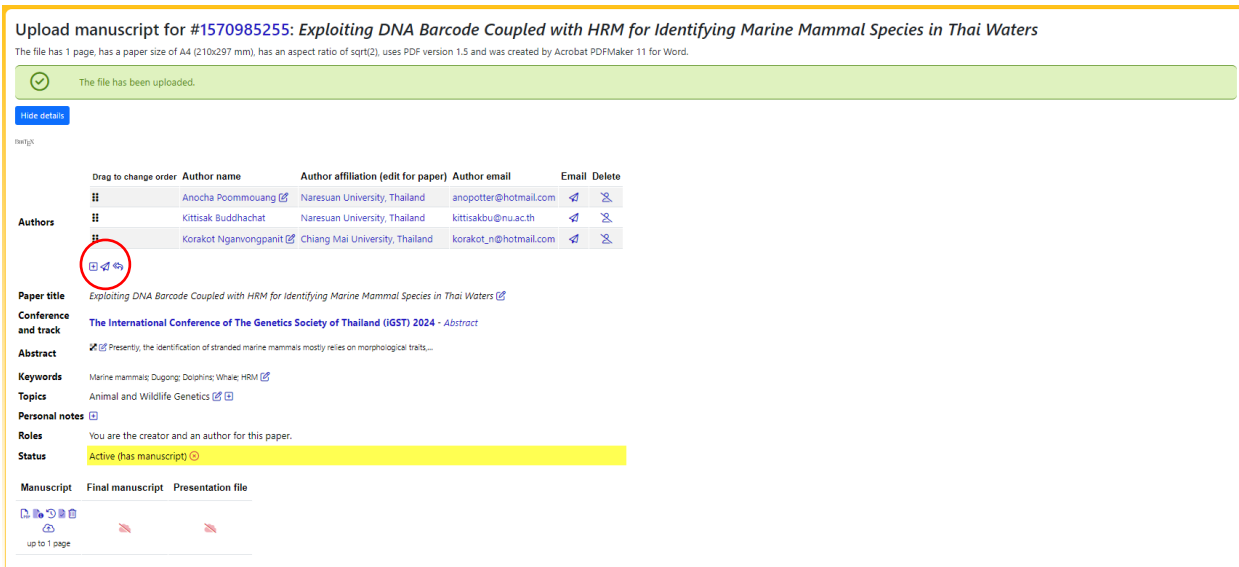 Upload manuscript for #1570985255: Exploiting DNA Barcode Coupled with HRM for Identifying Marine Mammal Species in Thai Waters
The file has 1 page, has a paper size of A4 (210x297 mm), has an aspect ratio of sqrt(2), uses PDF version 1.5 and was created by Acrobat PDFMaker 11 for Word.
The file has been uploaded.
Hide details
Drag to change order Author name Author affiliation (edit for paper) Author email Email Delete
Anocha Poommouang Naresuan University, Thailand anopotter@hotmail.com
Authors
Kittisak Buddhachat Naresuan University, Thailand kittisakbu@nu.ac.th
Korakot Nganvongpanit Chiang Mai University, Thailand korakot_n@hotmail.com
Paper title Exploiting DNA Barcode Coupled with HRM for Identifying Marine Mammal Species in Thai Waters
Conference and track The International Conference of The Genetics Society of Thailand (iGST) 2024 - Abstract
Abstract Presently, the identification of stranded marine mammals mostly relies on morphological traits,...
Keywords Marine mammals; Dugong; Dolphins; Whale; HRM
Topics Animal and Wildlife Genetics
Personal notes
Roles You are the creator and an author for this paper.
Status Active (has manuscript)
Manuscript Final manuscript Presentation file
up to 1 page